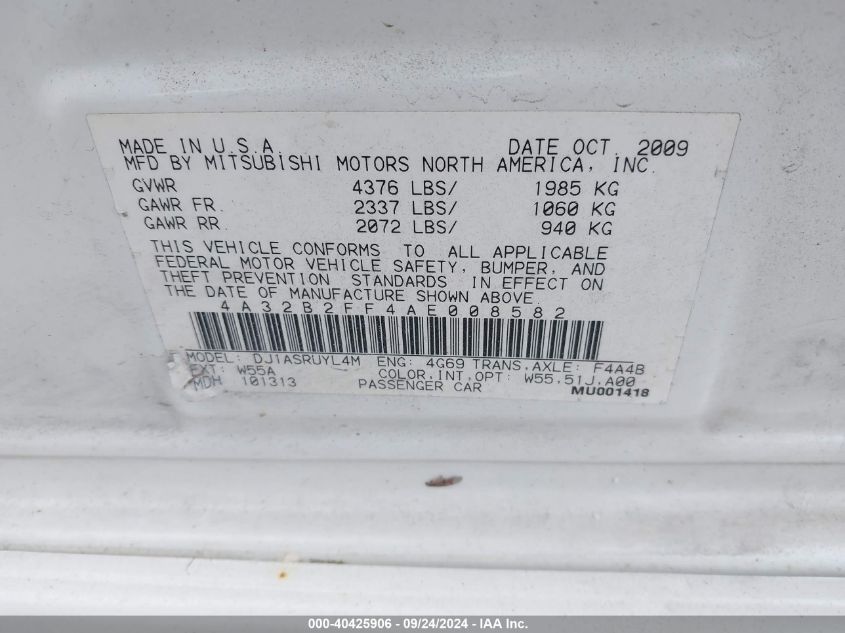 MADE IN U.S.A. DATE OCT. 2009
MFD BY MITSUBISHI MOTORS NORTH AMERICA, INC.
GVWR 4376 LBS/ 1985 KG
GAWR FR. 2337 LBS/ 1060 KG
GAWR RR. 2072 LBS/ 940 KG
THIS VEHICLE CONFORMS TO ALL APPLICABLE
FEDERAL MOTOR VEHICLE SAFETY, BUMPER, AND
THEFT PREVENTION STANDARDS IN EFFECT ON
THE DATE OF MANUFACTURE SHOWN ABOVE.
4A32B2FF4AE008582
MODEL: DJ1ASRUYL4M ENG: 4G69 TRANS.AXLE: F4A4B
EXT: W55A COLOR.INT.OPT: W55.51J.A00
MDH 101313 PASSENGER CAR MU001418
000-40425906 - 09/24/2024 - IAA Inc.